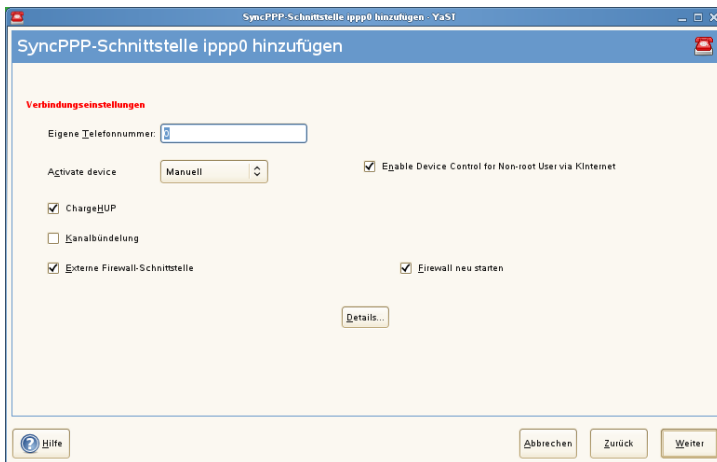 SyncPPP-Schnittstelle ippp0 hinzufügen - YaST
SyncPPP-Schnittstelle ippp0 hinzufügen
Verbindungseinstellungen
Eigene Telefonnummer: 0
Activate device Manuell Enable Device Control for Non-root User via KInternet
ChargeHUP
Kanalbündelung
Externe Firewall-Schnittstelle Firewall neu starten
Details...
Hilfe Abbrechen Zurück Weiter